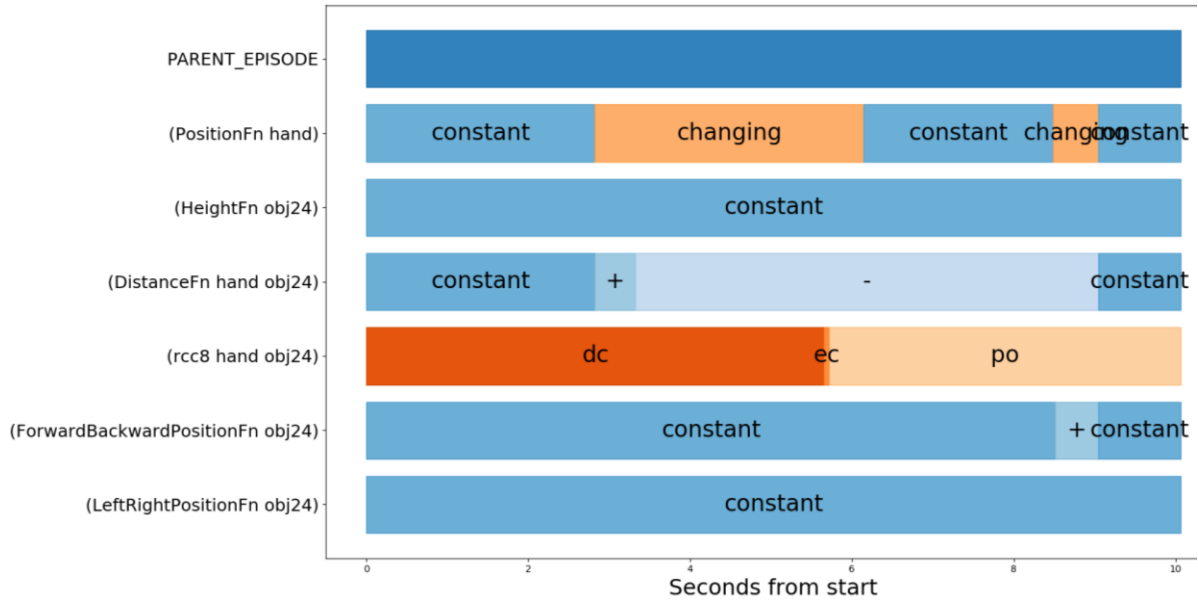 PARENT_EPISODE
(PositionFn hand) constant changing constant changing constant
(HeightFn obj24) constant
(DistanceFn hand obj24) constant + - constant
(rcc8 hand obj24) dc ec po
(ForwardBackwardPositionFn obj24) constant + constant
(LeftRightPositionFn obj24) constant
0 2 4 6 8 10
Seconds from start